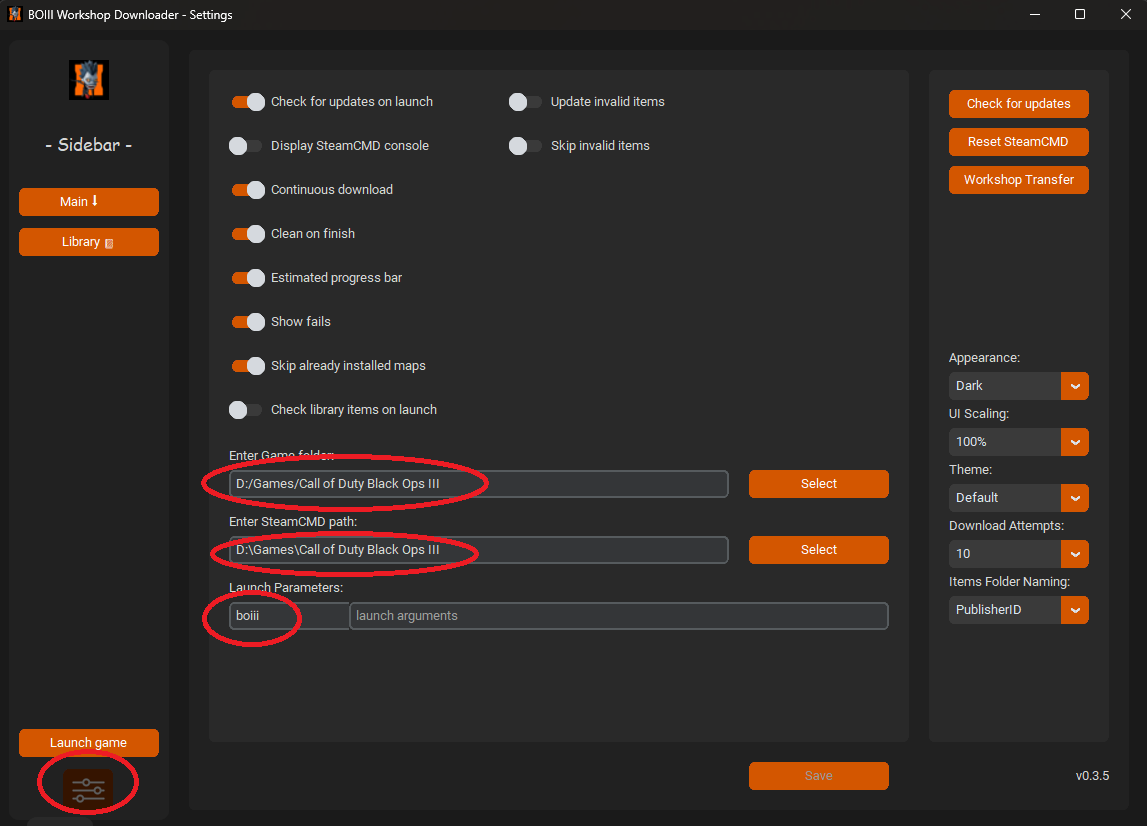 BOIII Workshop Downloader - Settings
- Sidebar -
Main
Library
Launch game
Check for updates on launch
Update invalid items
Display SteamCMD console
Skip invalid items
Continuous download
Clean on finish
Estimated progress bar
Show fails
Skip already installed maps
Check library items on launch
Enter Game folder:
D:/Games/Call of Duty Black Ops III
Select
Enter SteamCMD path:
D:\Games\Call of Duty Black Ops III
Select
Launch Parameters:
boiii
launch arguments
Save
Check for updates
Reset SteamCMD
Workshop Transfer
Appearance:
Dark
UI Scaling:
100%
Theme:
Default
Download Attempts:
10
Items Folder Naming:
PublisherID
v0.3.5